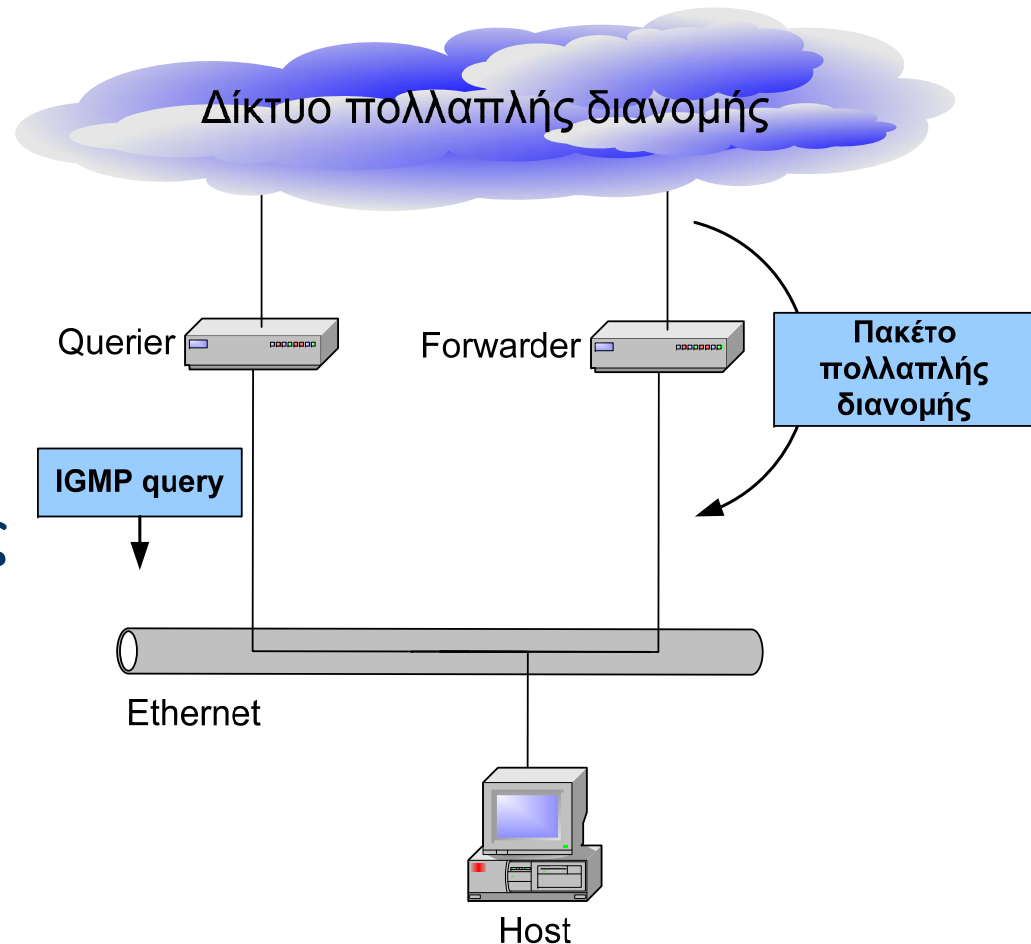 Δίκτυο πολλαπλής διανομής
Querier
Forwarder
Πακέτο
πολλαπλής
διανομής
IGMP query
ς
Ethernet
Host